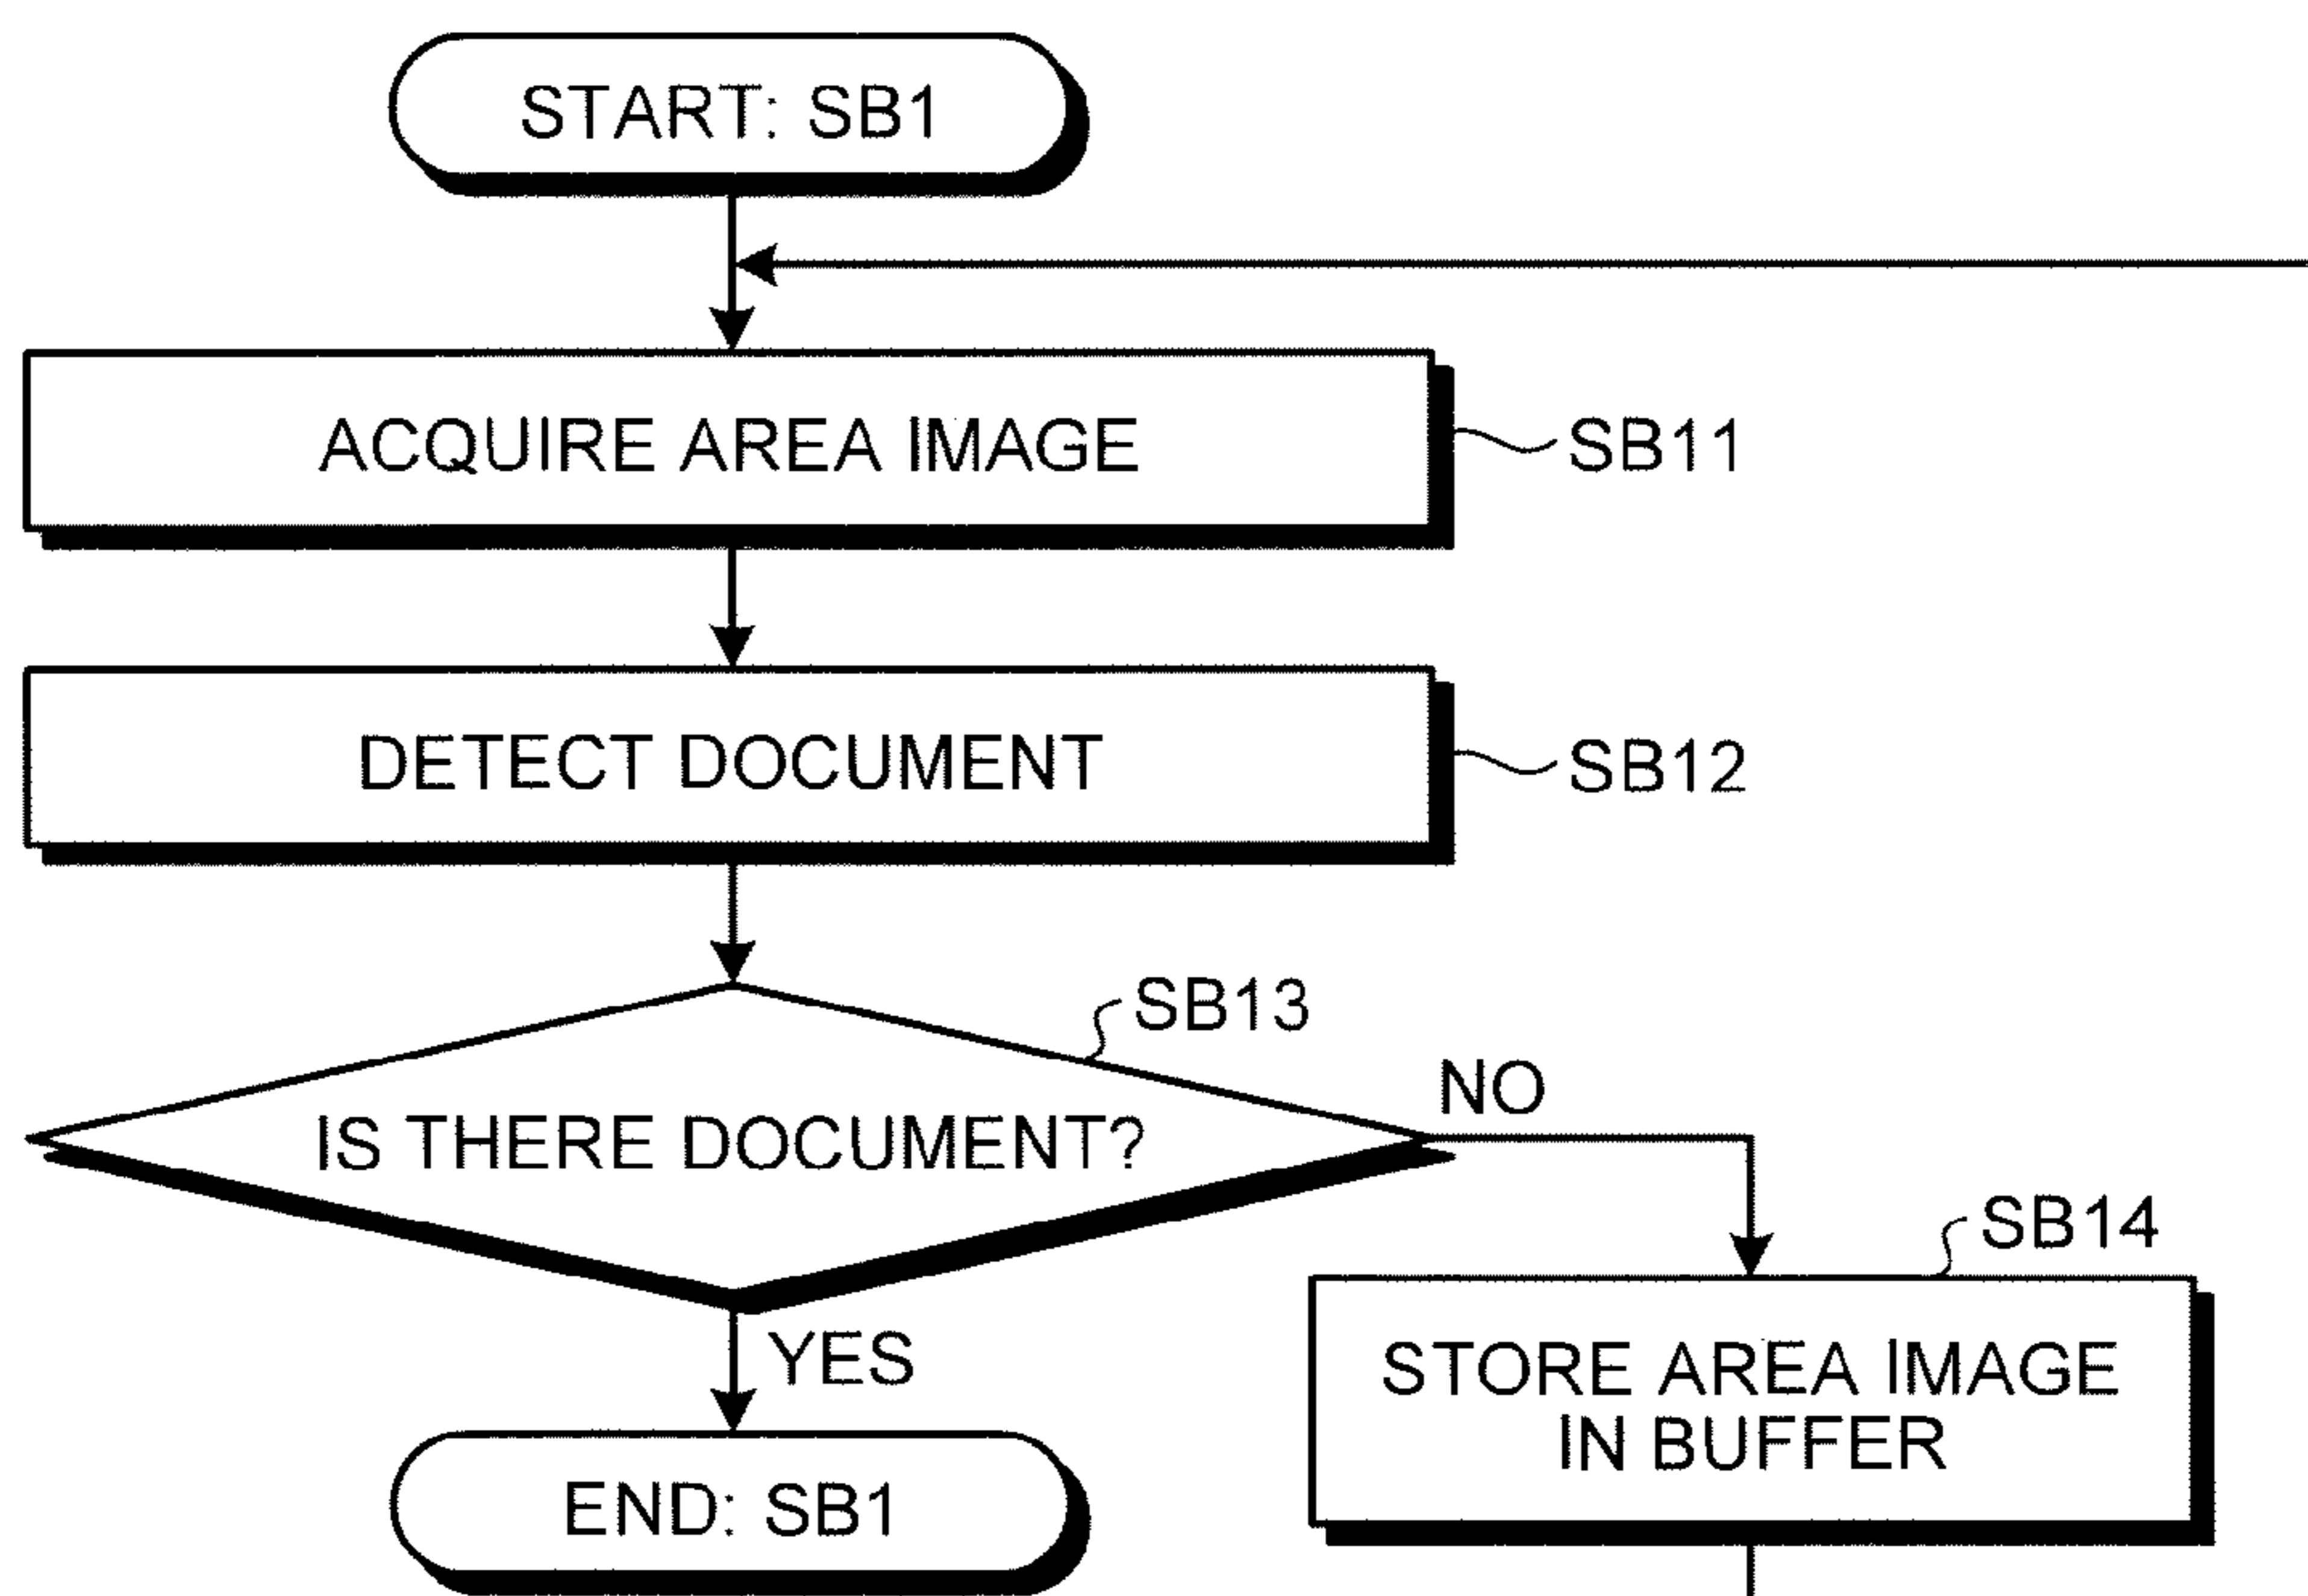 START: SB1
ACQUIRE AREA IMAGE
SB11
DETECT DOCUMENT
SB12
SB13
IS THERE DOCUMENT?
NO
YES
SB14
STORE AREA IMAGE
IN BUFFER
END: SB1